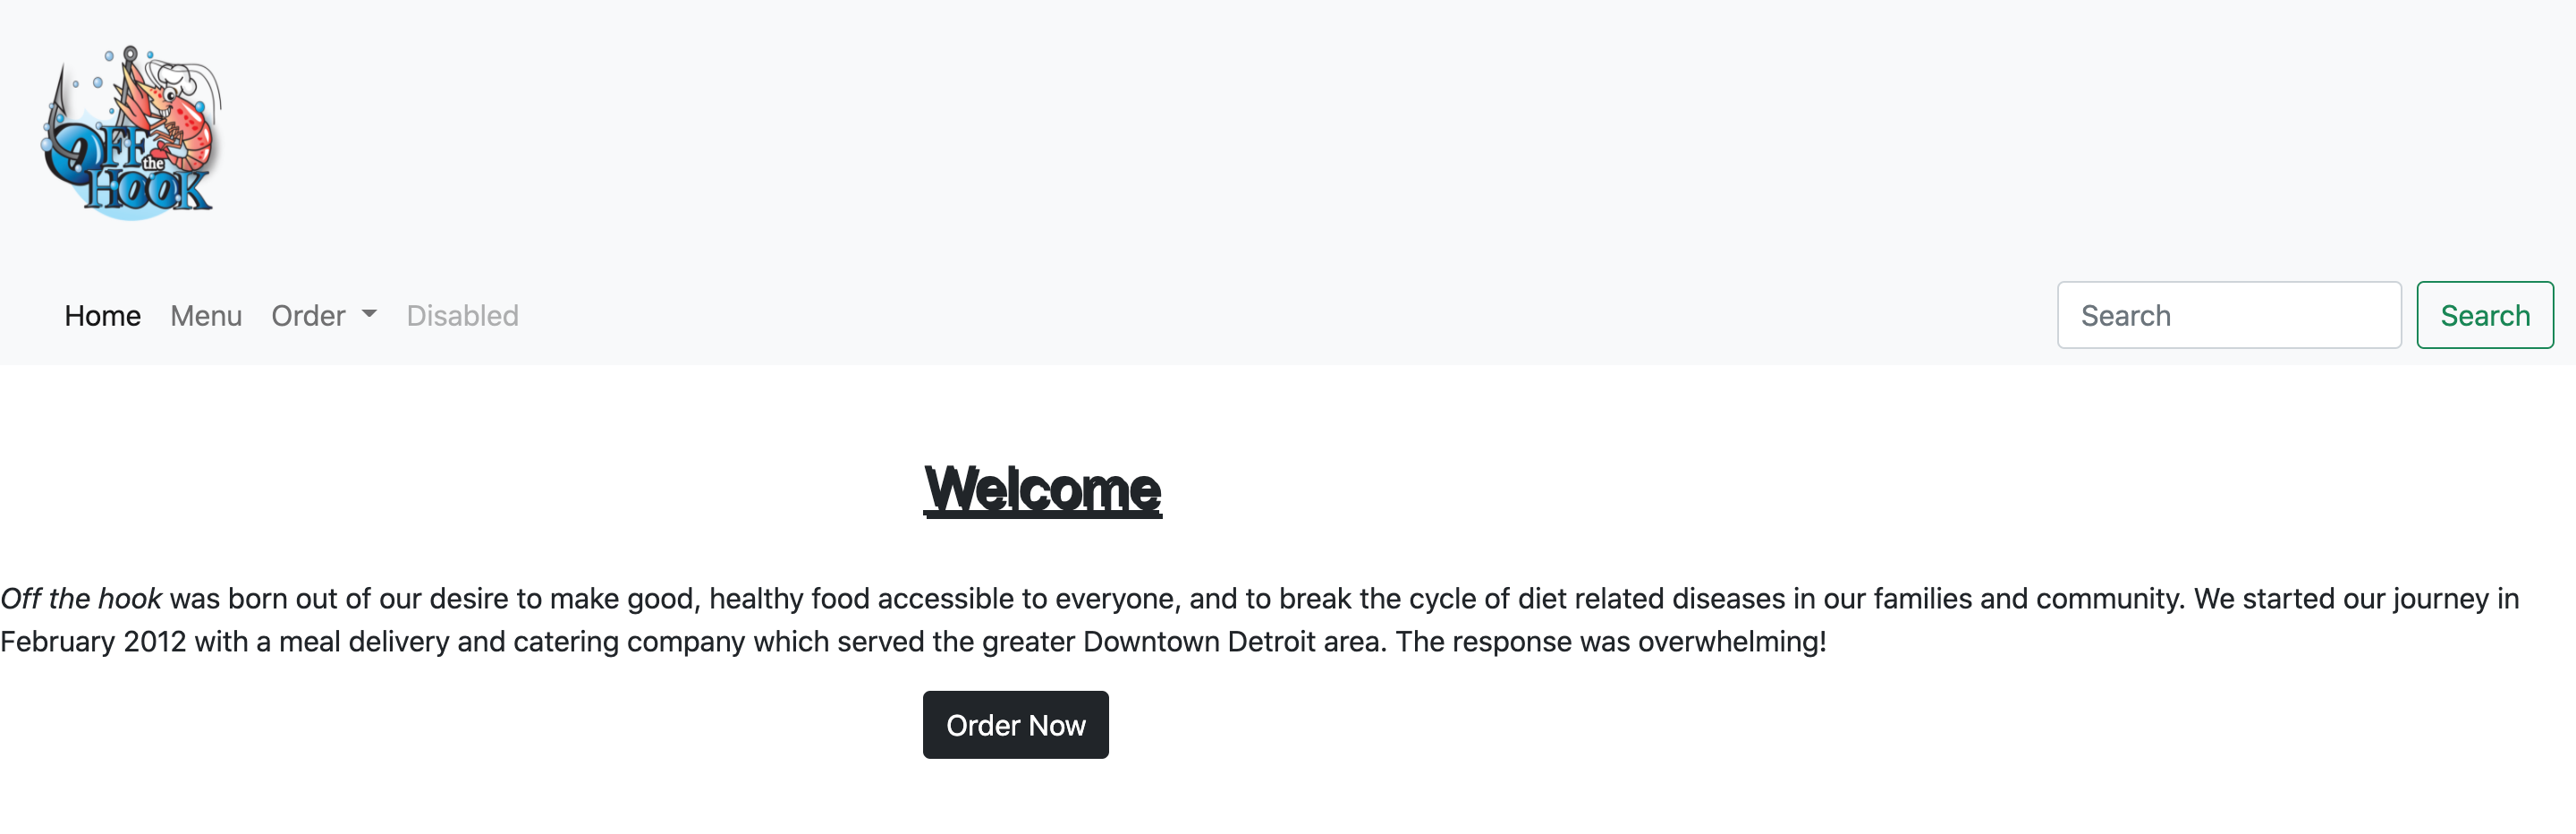 OFF
the
HOOK
Home Menu Order Disabled Search Search
Welcome
Off the hook was born out of our desire to make good, healthy food accessible to everyone, and to break the cycle of diet related diseases in our families and community. We started our journey in
February 2012 with a meal delivery and catering company which served the greater Downtown Detroit area. The response was overwhelming!
Order Now